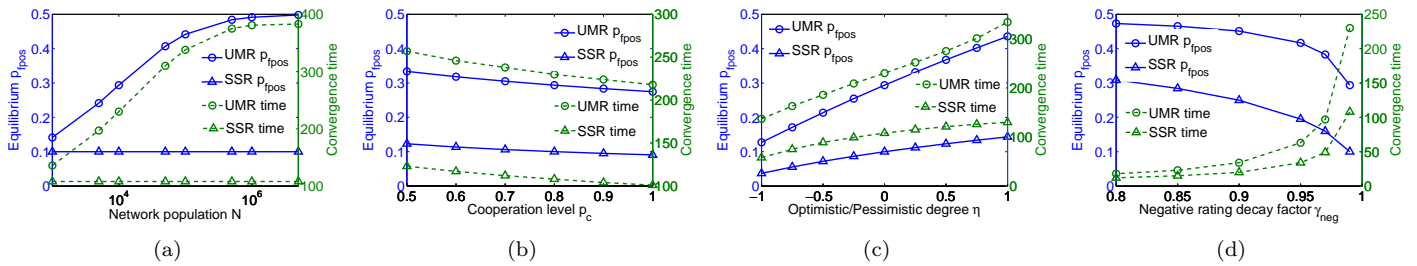 0.5
0.4
0.3
0.2
0.1
0
Equilibrium p_fpos
10^4
10^5
10^6
Network population N
400
300
200
100
Convergence time
UMR p_fpos
SSR p_fpos
UMR time
SSR time
(a)
0.5
0.4
0.3
0.2
0.1
0
Equilibrium p_fpos
0.5
0.6
0.7
0.8
0.9
1
Cooperation level p_c
300
250
200
150
100
Convergence time
UMR p_fpos
SSR p_fpos
UMR time
SSR time
(b)
0.5
0.4
0.3
0.2
0.1
0
Equilibrium p_fpos
−1
−0.5
0
0.5
1
Optimistic/Pessimistic degree η
300
200
100
0
Convergence time
UMR p_fpos
SSR p_fpos
UMR time
SSR time
(c)
0.5
0.4
0.3
0.2
0.1
0
Equilibrium p_fpos
0.8
0.85
0.9
0.95
1
Negative rating decay factor γ_neg
250
200
150
100
50
0
Convergence time
UMR p_fpos
SSR p_fpos
UMR time
SSR time
(d)